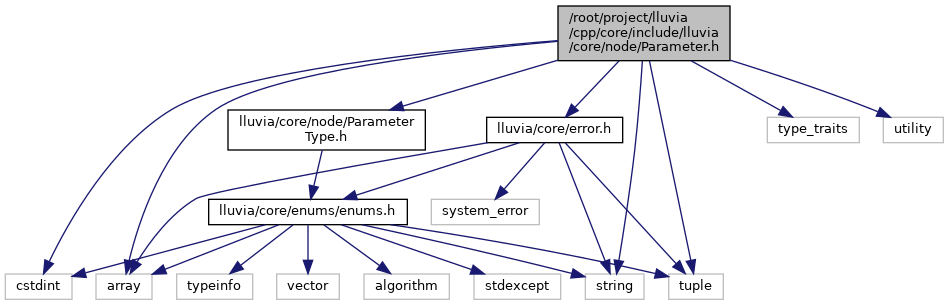 /root/project/lluvia
/cpp/core/include/lluvia
/core/node/Parameter.h
lluvia/core/node/Parameter
Type.h
lluvia/core/error.h
type_traits
utility
lluvia/core/enums/enums.h
system_error
cstdint
array
typeinfo
vector
algorithm
stdexcept
string
tuple